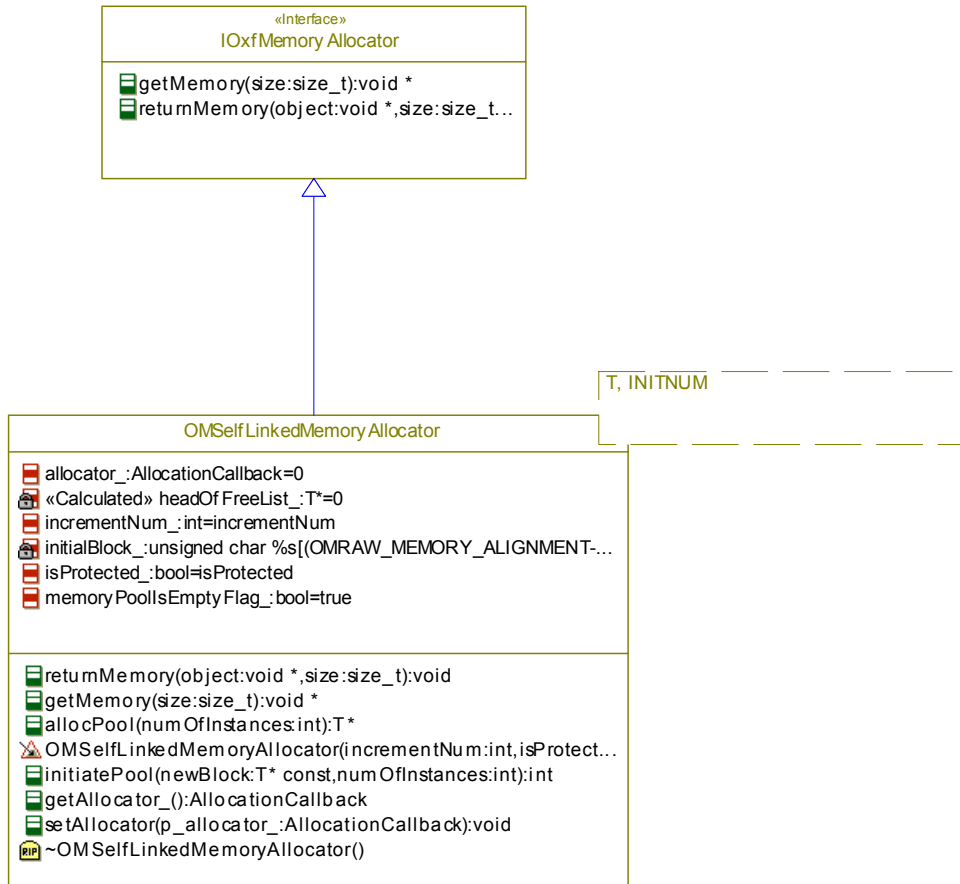 «Interface»
IOxfMemoryAllocator
getMemory(size:size_t):void *
returnMemory(object:void *,size:size_t...
T, INITNUM
OMSelfLinkedMemoryAllocator
allocator_:AllocationCallback=0
«Calculated» headOfFreeList_:T*=0
incrementNum_:int=incrementNum
initialBlock_:unsigned char %s[(OMRAW_MEMORY_ALIGNMENT-...
isProtected_:bool=isProtected
memoryPoolIsEmptyFlag_:bool=true
returnMemory(object:void *,size:size_t):void
getMemory(size:size_t):void *
allocPool(numOfInstances:int):T*
OMSelfLinkedMemoryAllocator(incrementNum:int,isProtect...
initiatePool(newBlock:T* const,numOfInstances:int):int
getAllocator_():AllocationCallback
setAllocator(p_allocator_:AllocationCallback):void
RIP ~OMSelfLinkedMemoryAllocator()